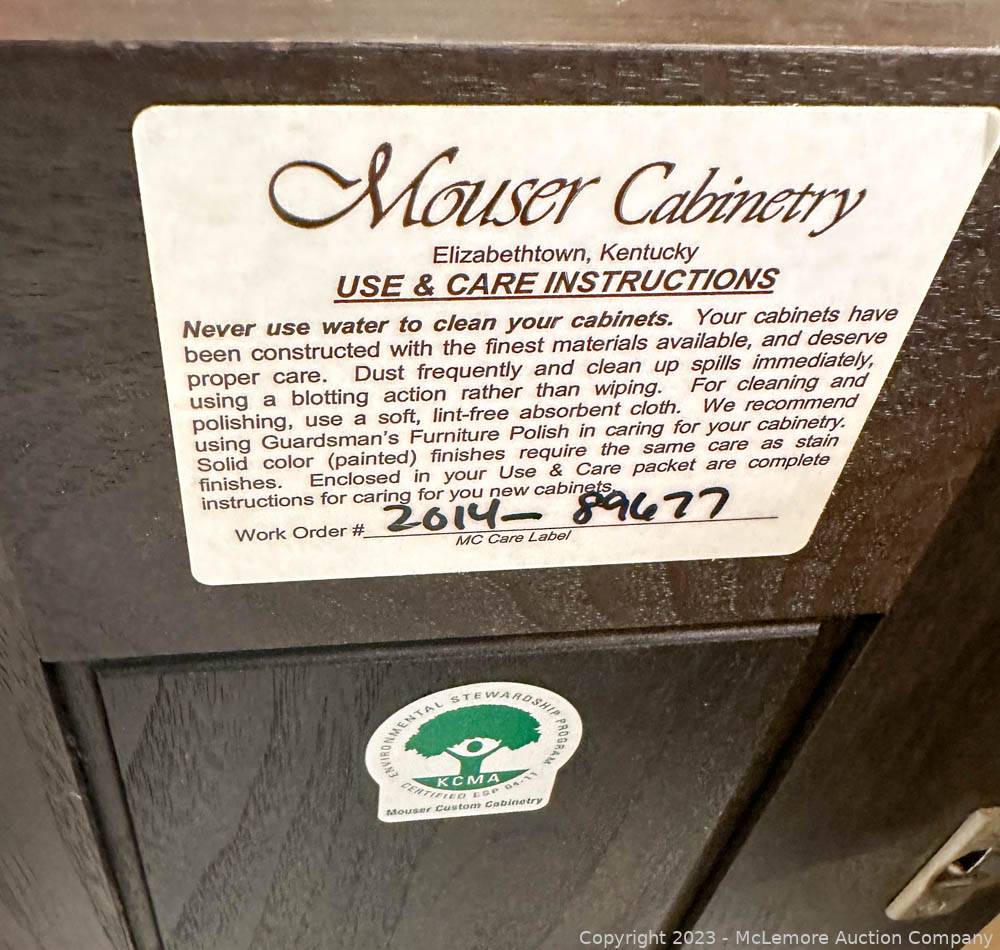 Mouser Cabinetry
Elizabethtown, Kentucky
USE & CARE INSTRUCTIONS
Never use water to clean your cabinets. Your cabinets have
been constructed with the finest materials available, and deserve
proper care. Dust frequently and clean up spills immediately,
using a blotting action rather than wiping. For cleaning and
polishing, use a soft, lint-free absorbent cloth. We recommend
using Guardsman's Furniture Polish in caring for your cabinetry.
Solid color (painted) finishes require the same care as stain
finishes. Enclosed in your Use & Care packet are complete
instructions for caring for you new cabinets.
Work Order # 2014- 89677
MC Care Label
ENVIRONMENTAL STEWARDSHIP PROGRAM
KCMA
CERTIFIED ESP 04-11
Mouser Custom Cabinetry
Copyright 2023 - McLemore Auction Company